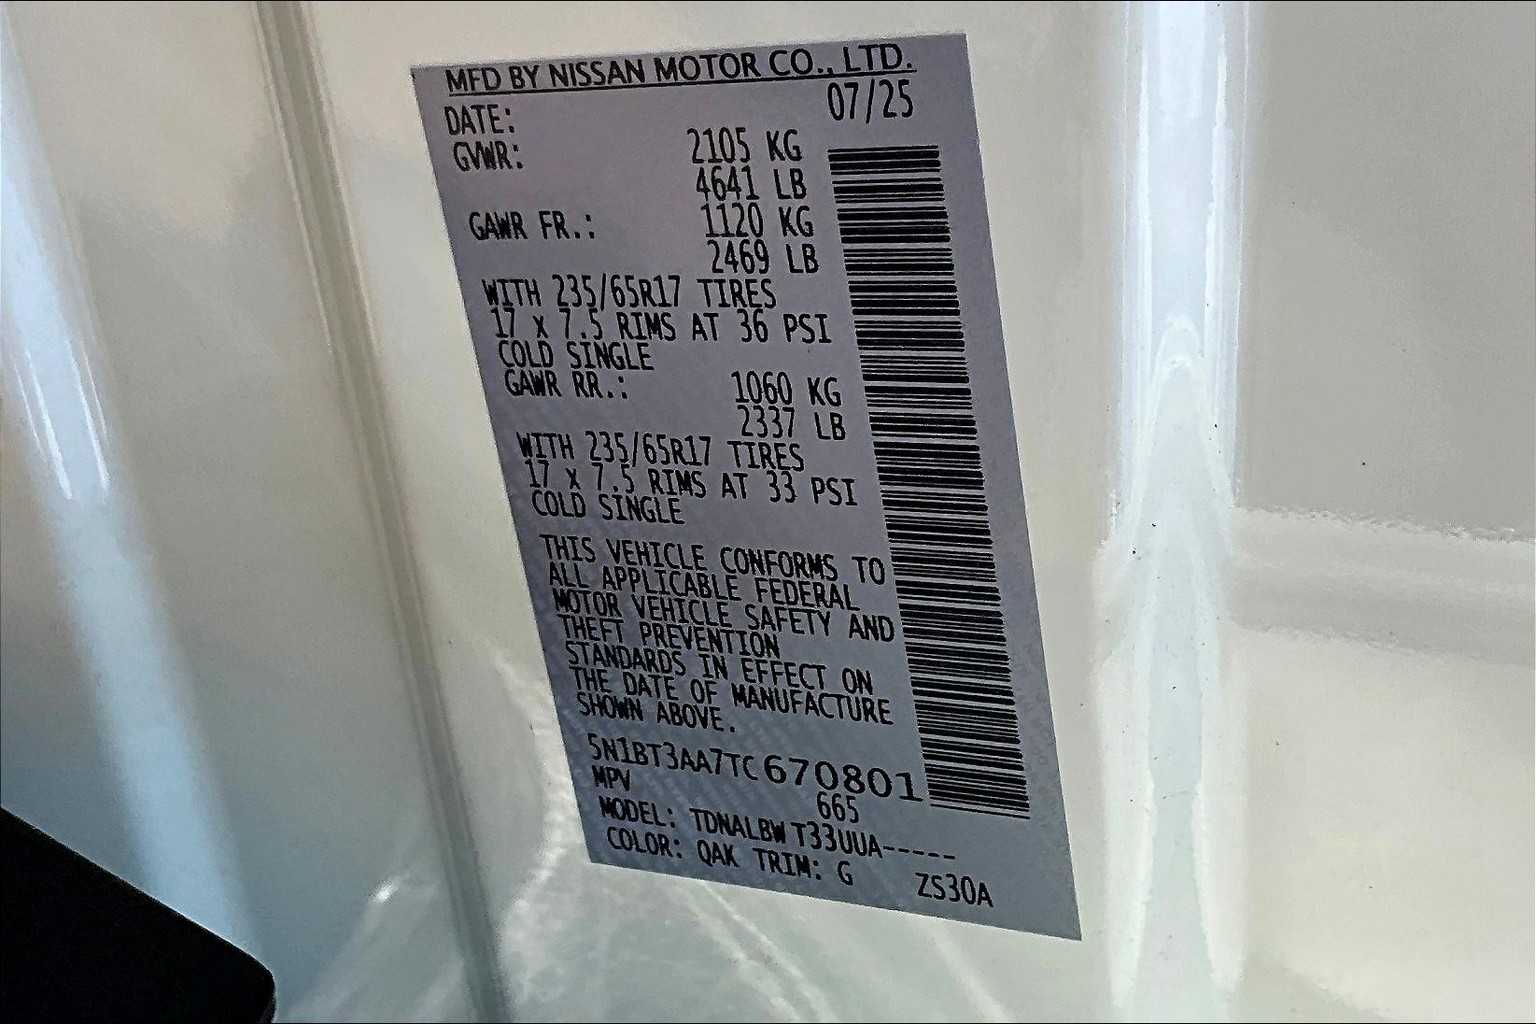 MFD BY NISSAN MOTOR CO., LTD.
DATE: 07/25
GVWR: 2105 KG
4641 LB
GAWR FR.: 1120 KG
2469 LB
WITH 235/65R17 TIRES
17 X 7.5 RIMS AT 36 PSI
COLD SINGLE
GAWR RR.: 1060 KG
2337 LB
WITH 235/65R17 TIRES
17 X 7.5 RIMS AT 33 PSI
COLD SINGLE
THIS VEHICLE CONFORMS TO
ALL APPLICABLE FEDERAL
MOTOR VEHICLE SAFETY AND
THEFT PREVENTION
STANDARDS IN EFFECT ON
THE DATE OF MANUFACTURE
SHOWN ABOVE.
5N1BT3AA7TC670801
MPV 665
MODEL: TDNALBW T33UUA-----
COLOR: QAK TRIM: G ZS30A